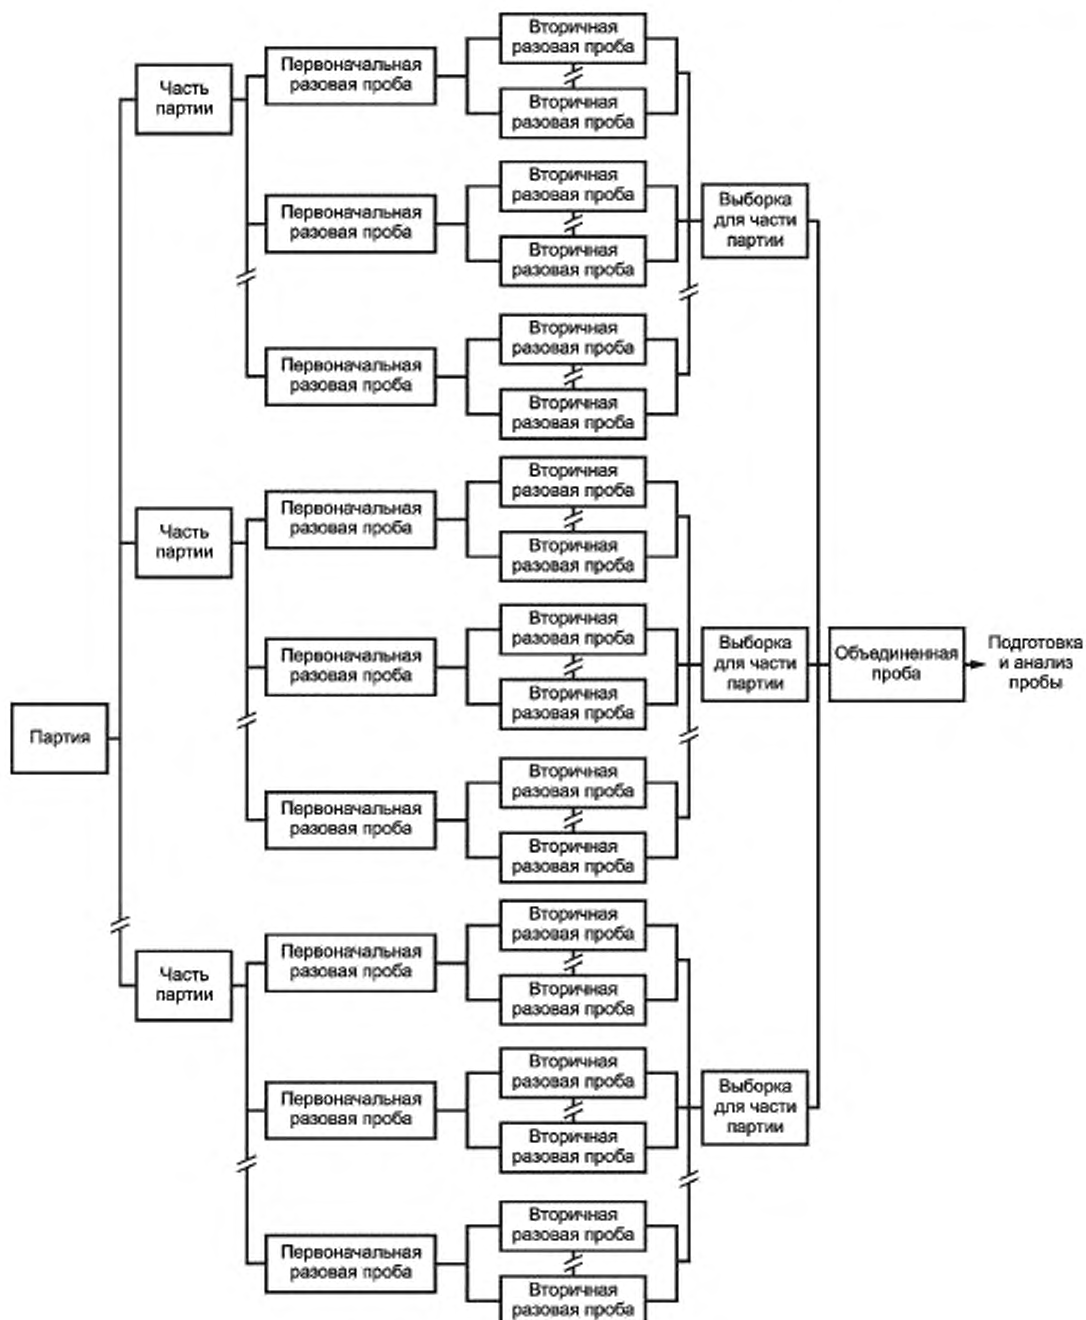 Вторичная
разовая проба
Вторичная
разовая проба
Вторичная
разовая проба
Вторичная
разовая проба
Вторичная
разовая проба
Вторичная
разовая проба
Вторичная
разовая проба
Вторичная
разовая проба
Вторичная
разовая проба
Вторичная
разовая проба
Вторичная
разовая проба
Вторичная
разовая проба
Вторичная
разовая проба
Вторичная
разовая проба
Вторичная
разовая проба
Вторичная
разовая проба
Вторичная
разовая проба
Вторичная
разовая проба
Первоначальная
разовая проба
Первоначальная
разовая проба
Первоначальная
разовая проба
Первоначальная
разовая проба
Первоначальная
разовая проба
Первоначальная
разовая проба
Первоначальная
разовая проба
Первоначальная
разовая проба
Первоначальная
разовая проба
Часть
партии
Часть
партии
Часть
партии
Партия
Выборка
для части
партии
Выборка
для части
партии
Выборка
для части
партии
Объединенная
проба
Подготовка
и анализ
пробы